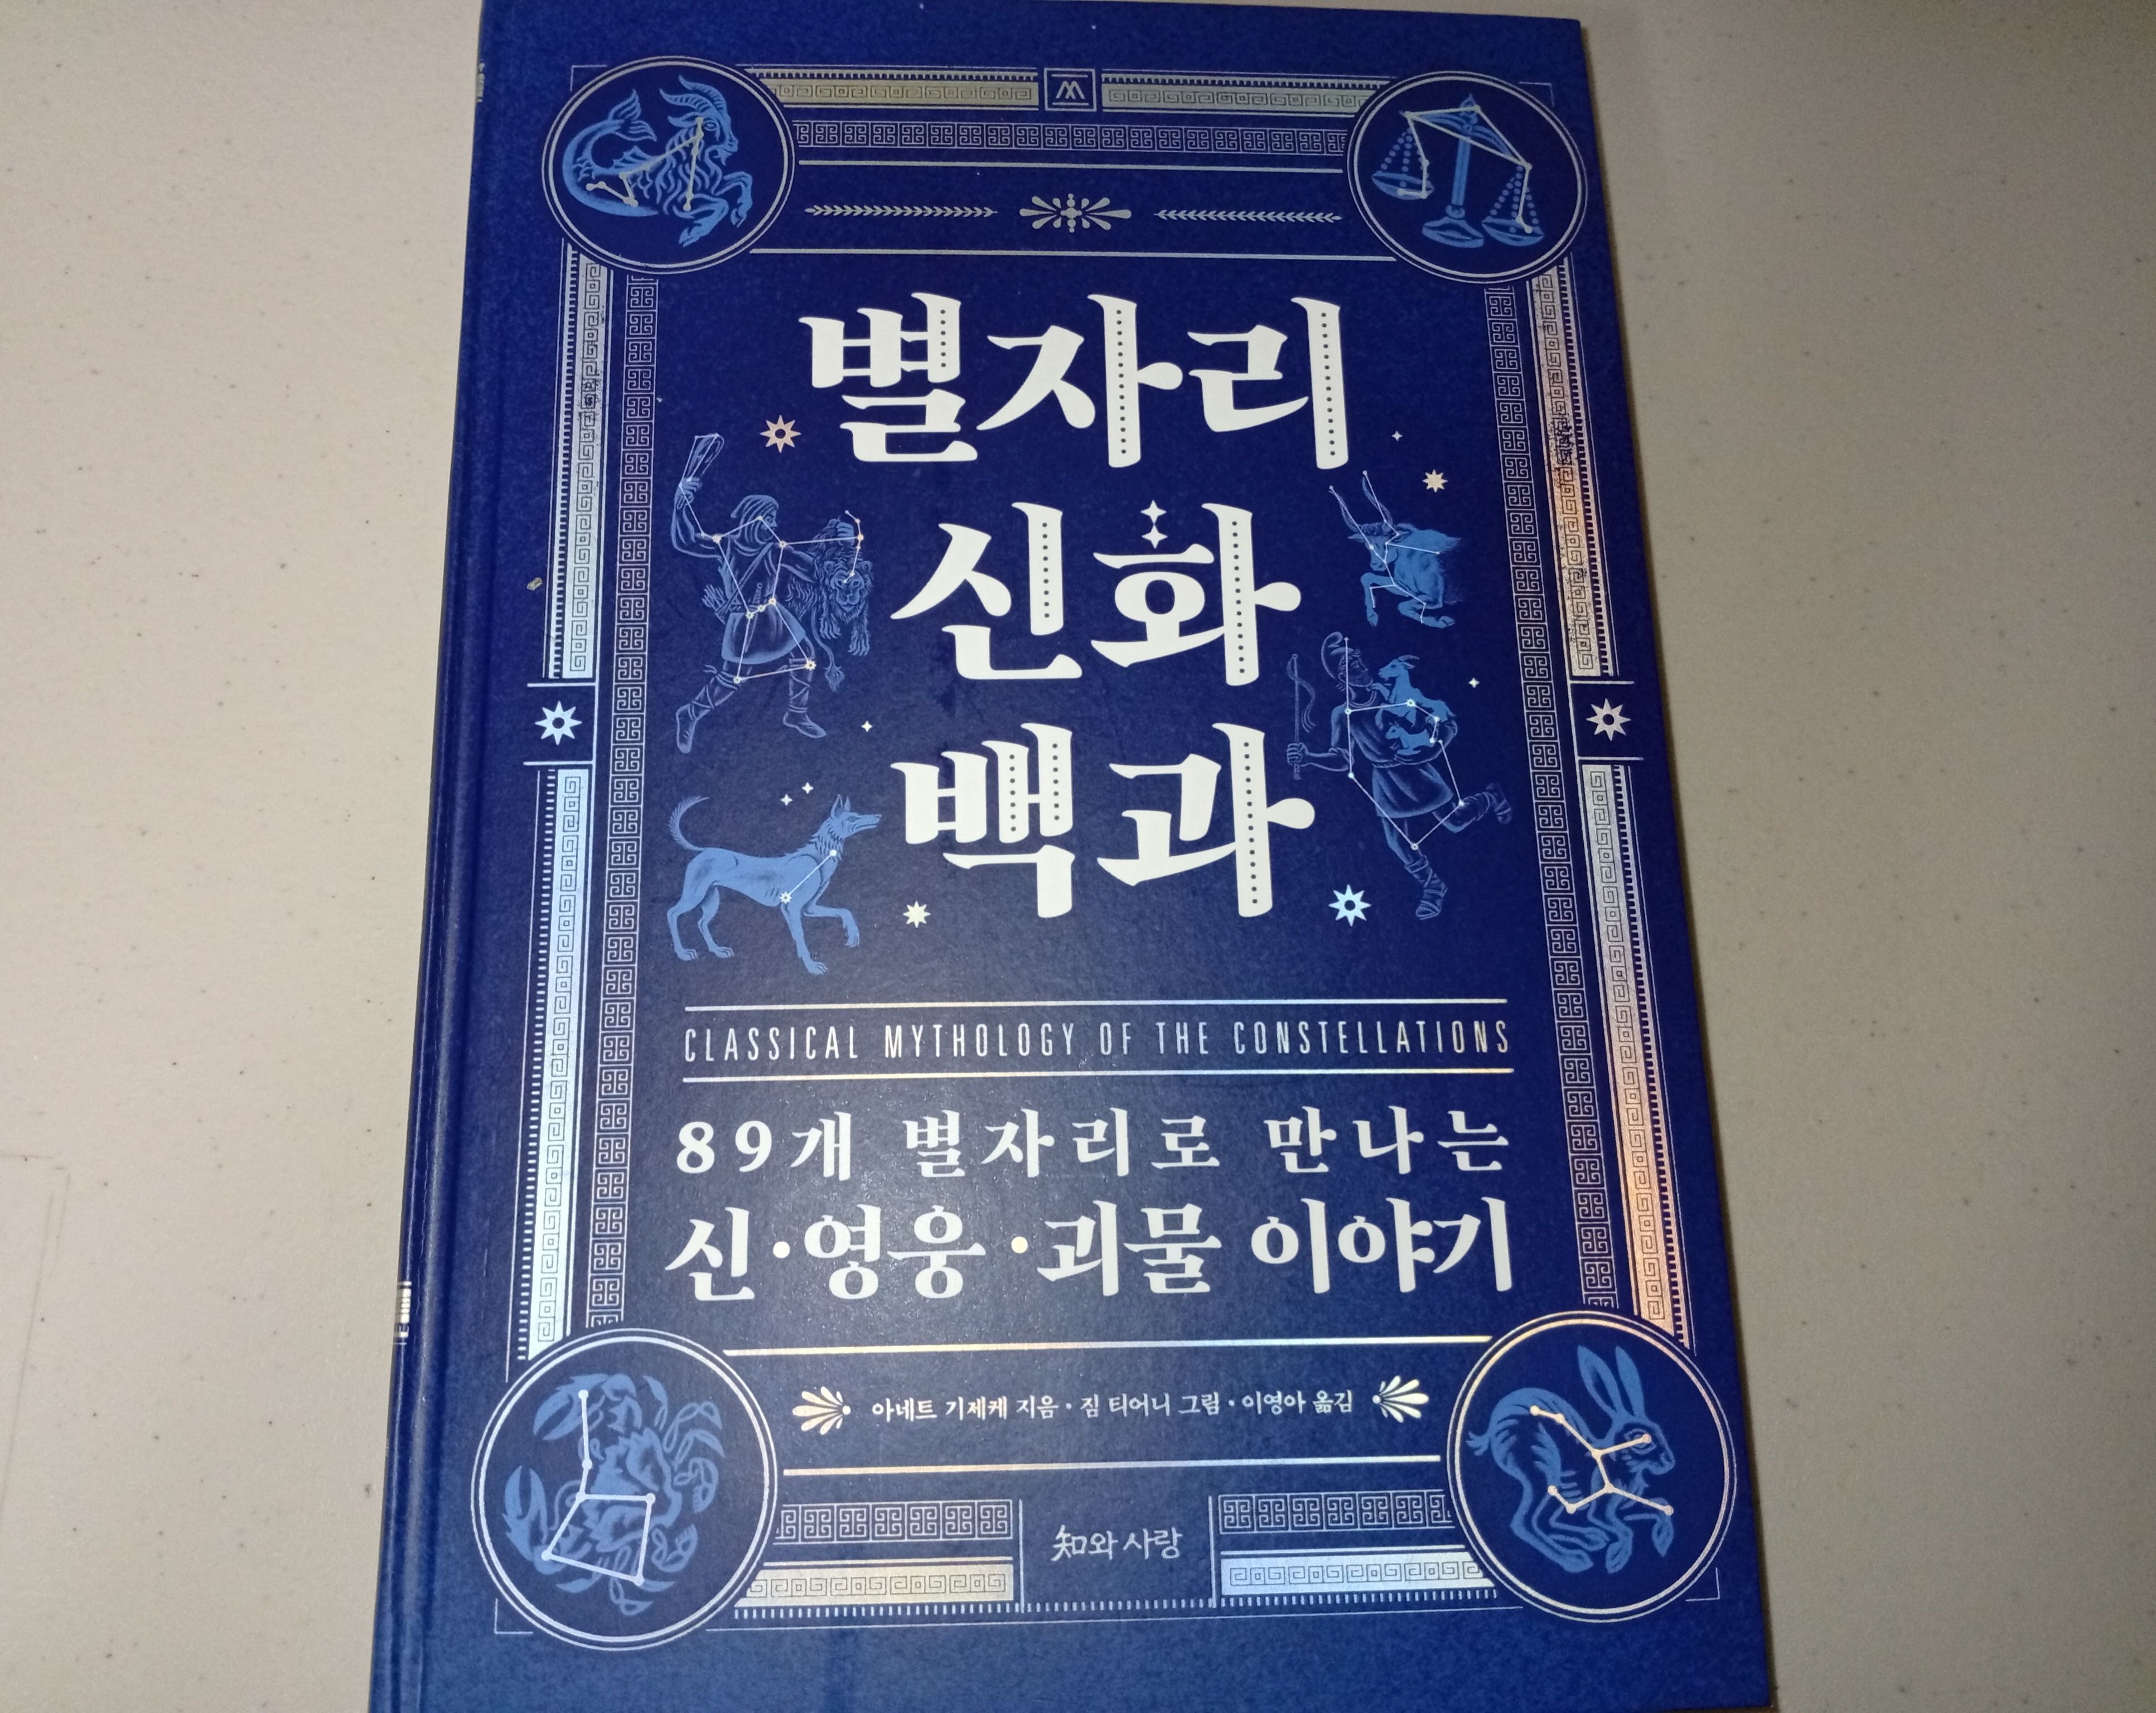 별자리
신화
백과
CLASSICAL MYTHOLOGY OF THE CONSTELLATIONS
89개 별자리로 만나는
신·영웅·괴물 이야기
아네트 기제케 지음·짐 티어니 그림·이영아 옮김
知와 사랑